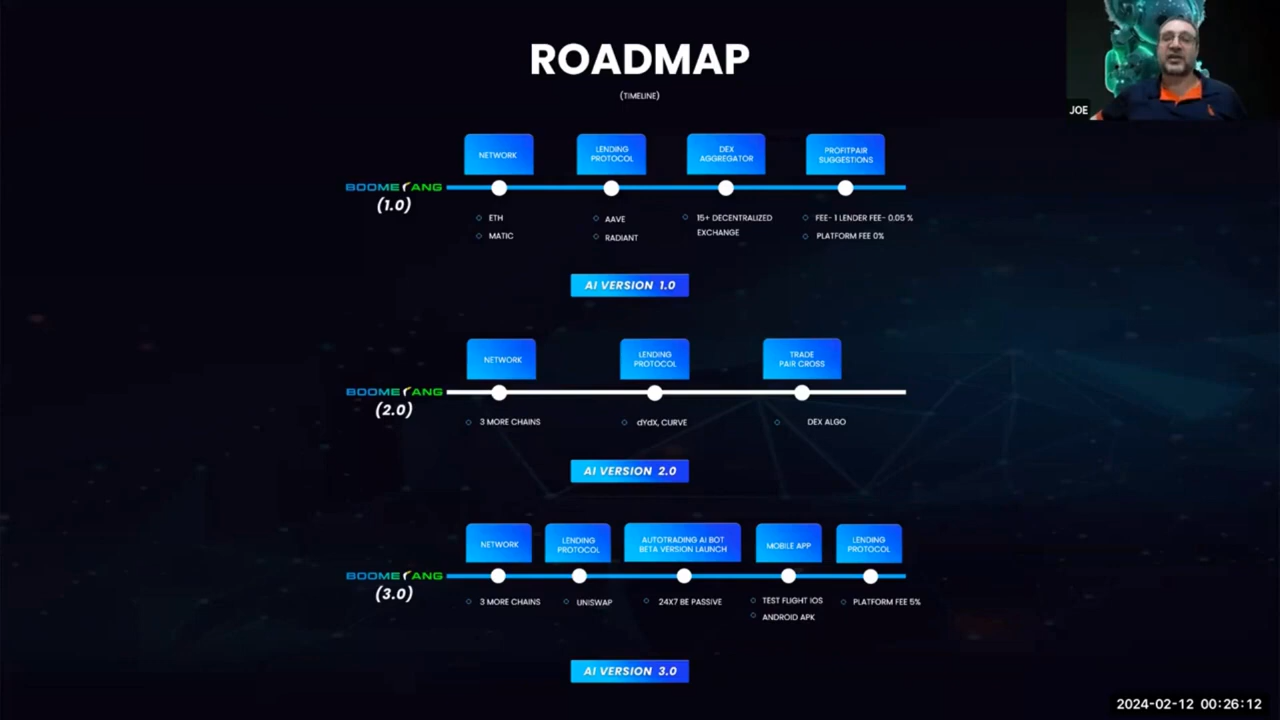 ROADMAP
(TIMELINE)
JOE
NETWORK
LENDING
PROTOCOL
DEX
AGGREGATOR
PROFITPAIR
SUGGESTIONS
BOOMERANG
(1.0)
ETH
MATIC
AAVE
RADIANT
15+ DECENTRALIZED
EXCHANGE
FEE- 1 LENDER FEE- 0.05 %
PLATFORM FEE 0%
AI VERSION 1.0
NETWORK
LENDING
PROTOCOL
TRADE
PAIR CROSS
BOOMERANG
(2.0)
3 MORE CHAINS
dYdX, CURVE
DEX ALGO
AI VERSION 2.0
NETWORK
LENDING
PROTOCOL
AUTOTRADING AI BOT
BETA VERSION LAUNCH
MOBILE APP
LENDING
PROTOCOL
BOOMERANG
(3.0)
3 MORE CHAINS
UNISWAP
24X7 BE PASSIVE
TEST FLIGHT IOS
ANDROID APK
PLATFORM FEE 5%
AI VERSION 3.0
2024-02-12 00:26:12